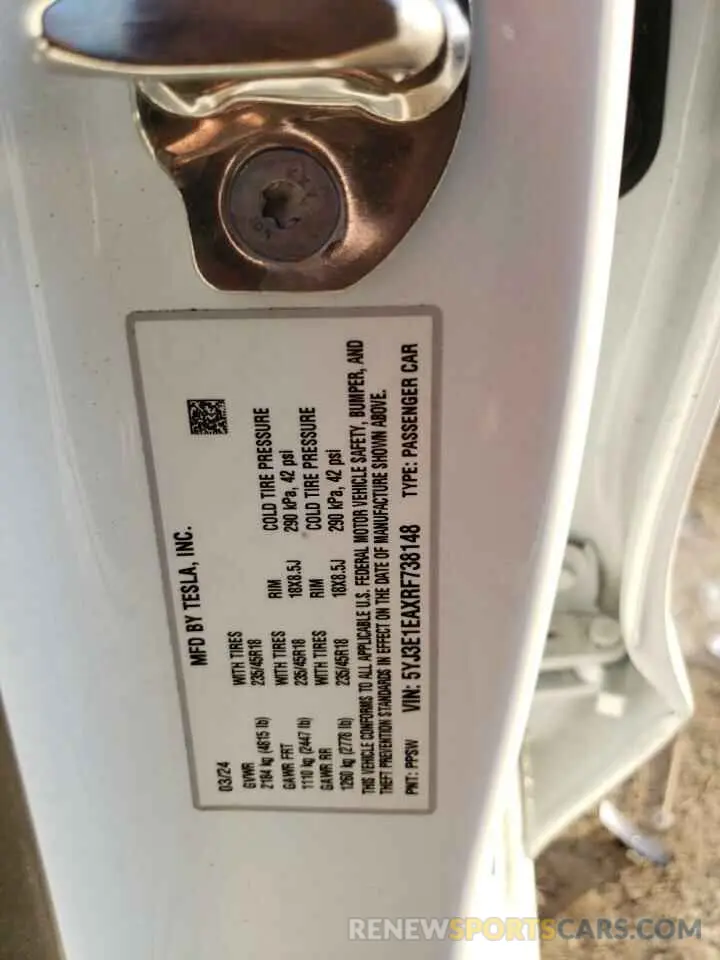 MFD BY TESLA, INC.
03/24
GVWR WITH TIRES RIM COLD TIRE PRESSURE
2184 kg (4815 lb) 235/45R18 18X8.5J 290 kPa, 42 psi
GAWR FRT WITH TIRES RIM COLD TIRE PRESSURE
1110 kg (2447 lb) 235/45R18 18X8.5J 290 kPa, 42 psi
GAWR RR
1260 kg (2778 lb)
THIS VEHICLE CONFORMS TO ALL APPLICABLE U.S. FEDERAL MOTOR VEHICLE SAFETY, BUMPER, AND
THEFT PREVENTION STANDARDS IN EFFECT ON THE DATE OF MANUFACTURE SHOWN ABOVE.
PNT: PPSW VIN: 5YJ3E1EAXRF738148 TYPE: PASSENGER CAR
RENEWSPORTSCARS.COM